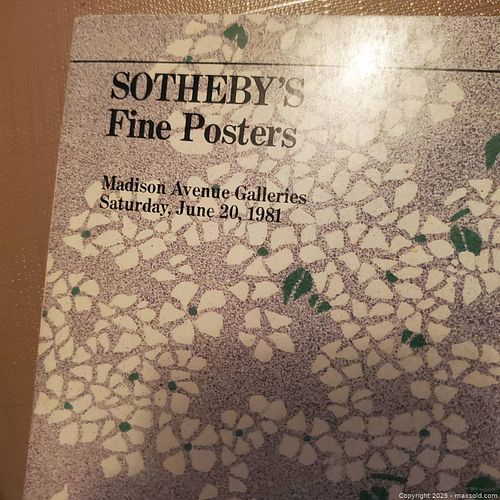 SOTHEBY'S
Fine Posters
Madison Avenue Galleries
Saturday, June 20, 1981
Copyright 2025 - maxsold.com